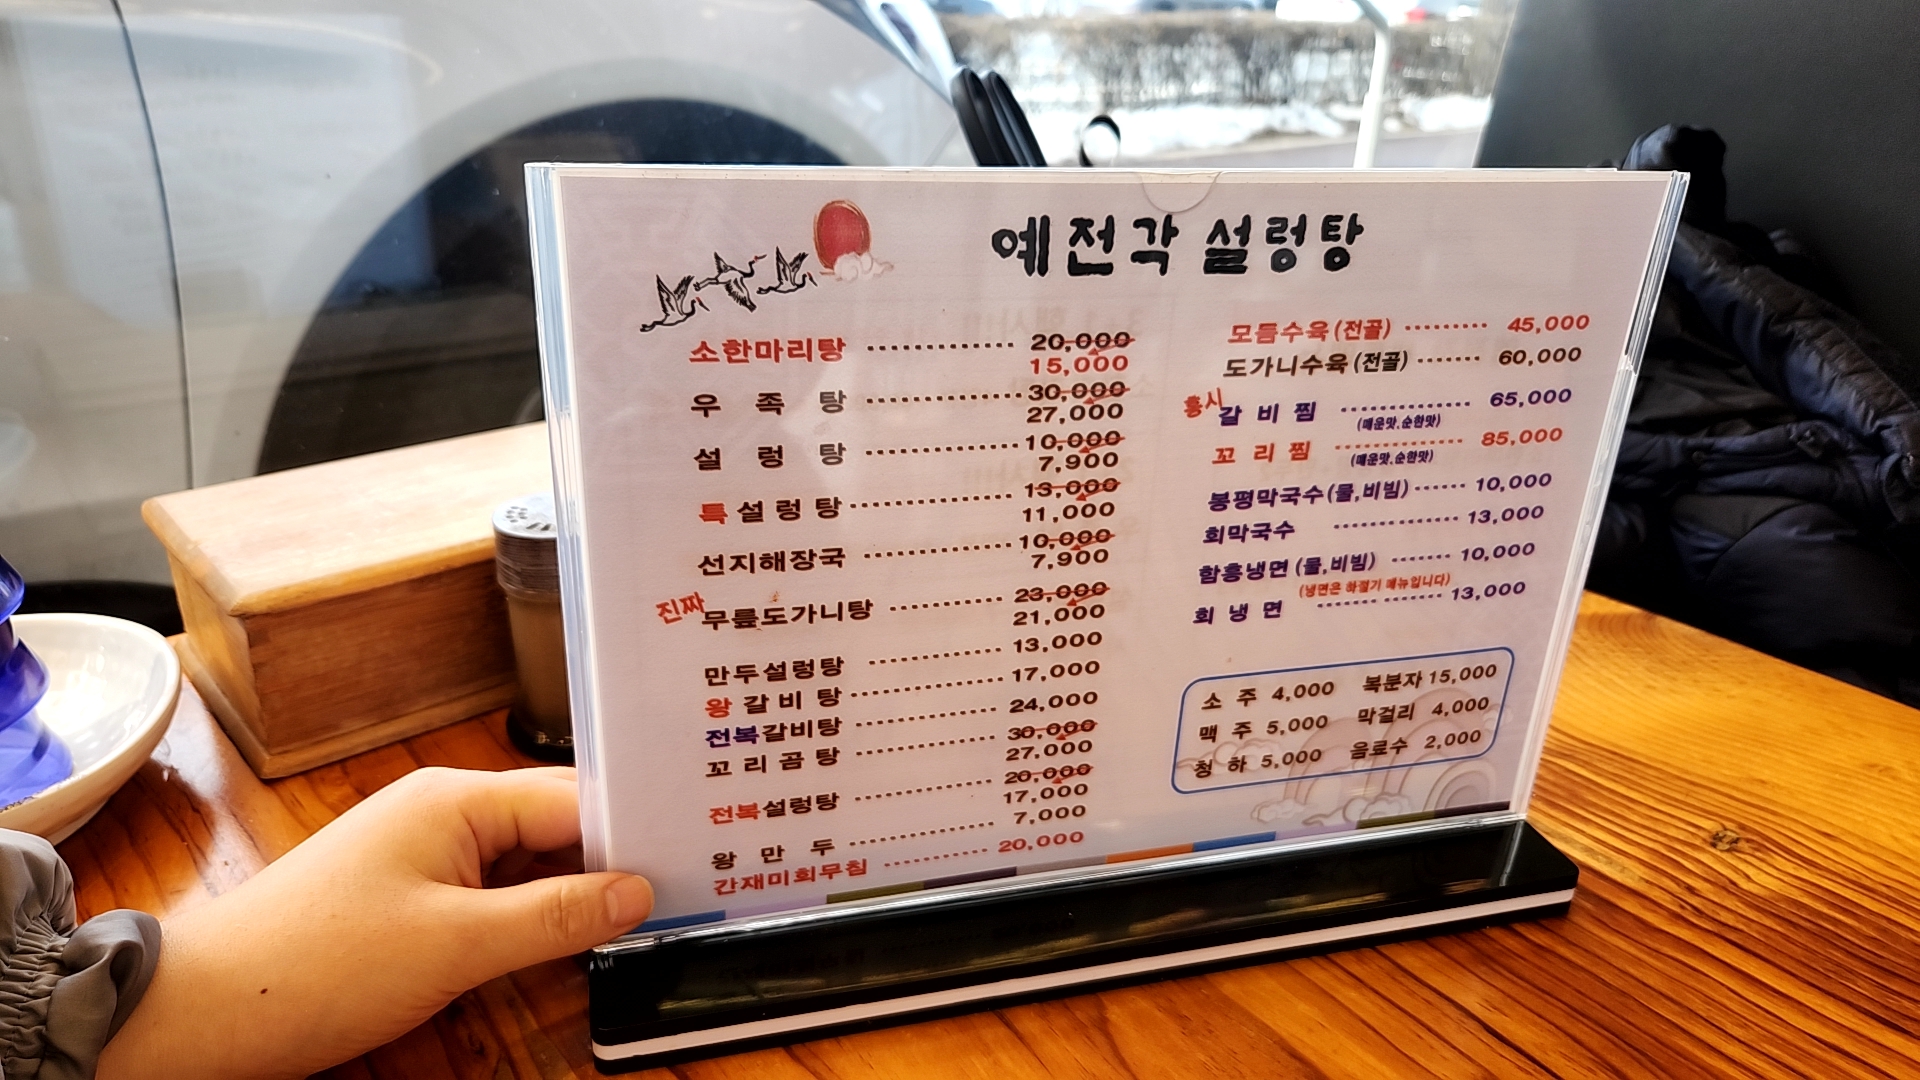 예전각 설렁탕
소한마리탕 ············· 20,000
15,000
우 족 탕 ·············· 30,000
27,000
설 렁 탕 ·············· 10,000
7,900
특 설 렁 탕 ·············· 13,000
11,000
선지해장국 ·············· 10,000
7,900
진짜 무릎도가니탕 ·········· 23,000
21,000
만두설렁탕 ············ 13,000
왕 갈 비 탕 ············ 17,000
전복갈비탕 ············ 24,000
꼬 리 곰 탕 ············ 30,000
27,000
전복설렁탕 ············ 20,000
17,000
왕 만 두 ············ 7,000
간재미회무침 ·········· 20,000
모듬수육(전골) ········· 45,000
도가니수육(전골) ······· 60,000
갈 비 찜 ·············· 65,000
(매운맛,순한맛)
꼬 리 찜 ·············· 85,000
(매운맛,순한맛)
봉평막국수(물,비빔) ······ 10,000
회막국수 ·············· 13,000
함흥냉면 (물,비빔) ······· 10,000
(냉면은 하절기 메뉴입니다)
회 냉 면 ·············· 13,000
소 주 4,000 복분자 15,000
맥 주 5,000 막걸리 4,000
청 하 5,000 음료수 2,000